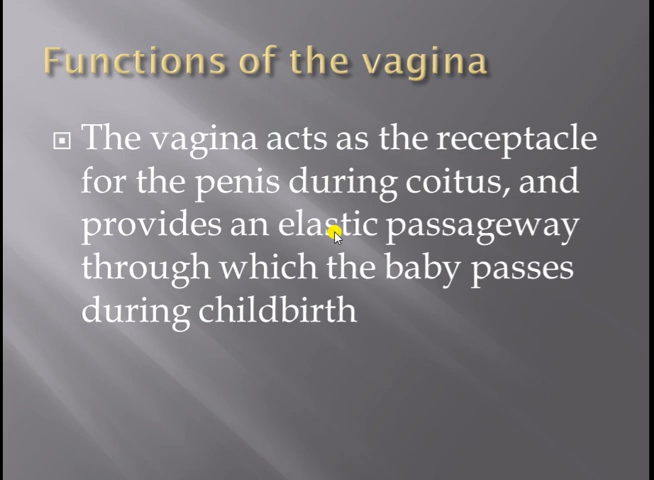 Functions of the vagina
The vagina acts as the receptacle
for the penis during coitus, and
provides an elastic passageway
through which the baby passes
during childbirth